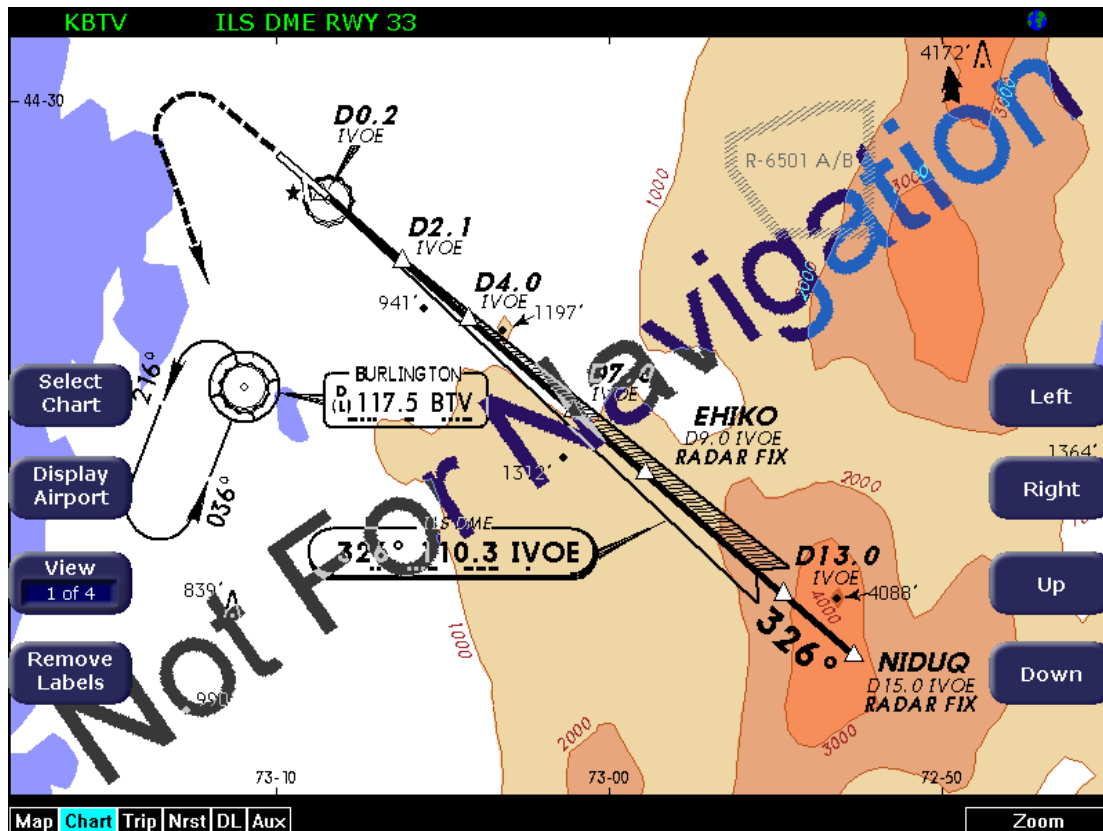 KBTV ILS DME RWY 33
4172'
44-30
D0.2
IVOE
R-6501 A/B
3000
3000
1000
2000
D2.1
IVOE
D4.0
IVOE
941'
1197'
Select
Chart
216°
036°
BURLINGTON
D
(L) 117.5 BTV
IVOE
EHIKO
D9.0 IVOE
RADAR FIX
Left
Display
Airport
1312'
1364'
2000
Right
ILS DME
326° 110.3 IVOE
D13.0
IVOE
4088'
4000
326°
View
1 of 4
839'
Up
Remove
Labels
1000
NIDUQ
D15.0 IVOE
RADAR FIX
Down
2000
3000
73-10
73-00
72-50
Not For Navigation
Map Chart Trip Nrst DL Aux
Zoom